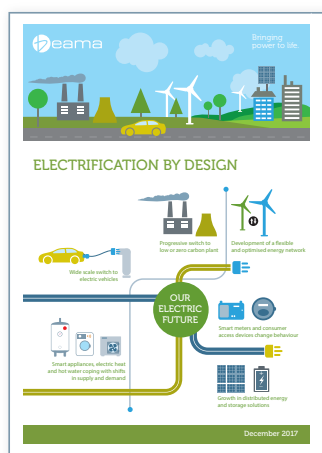 beama
Bringing
power to life.
ELECTRIFICATION BY DESIGN
Progressive switch to
low or zero carbon plant
Development of a flexible
and optimised energy network
Wide scale switch to
electric vehicles
OUR
ELECTRIC
FUTURE
Smart meters and consumer
access devices change behaviour
Smart appliances, electric heat
and hot water coping with shifts
in supply and demand
Growth in distributed energy
and storage solutions
December 2017